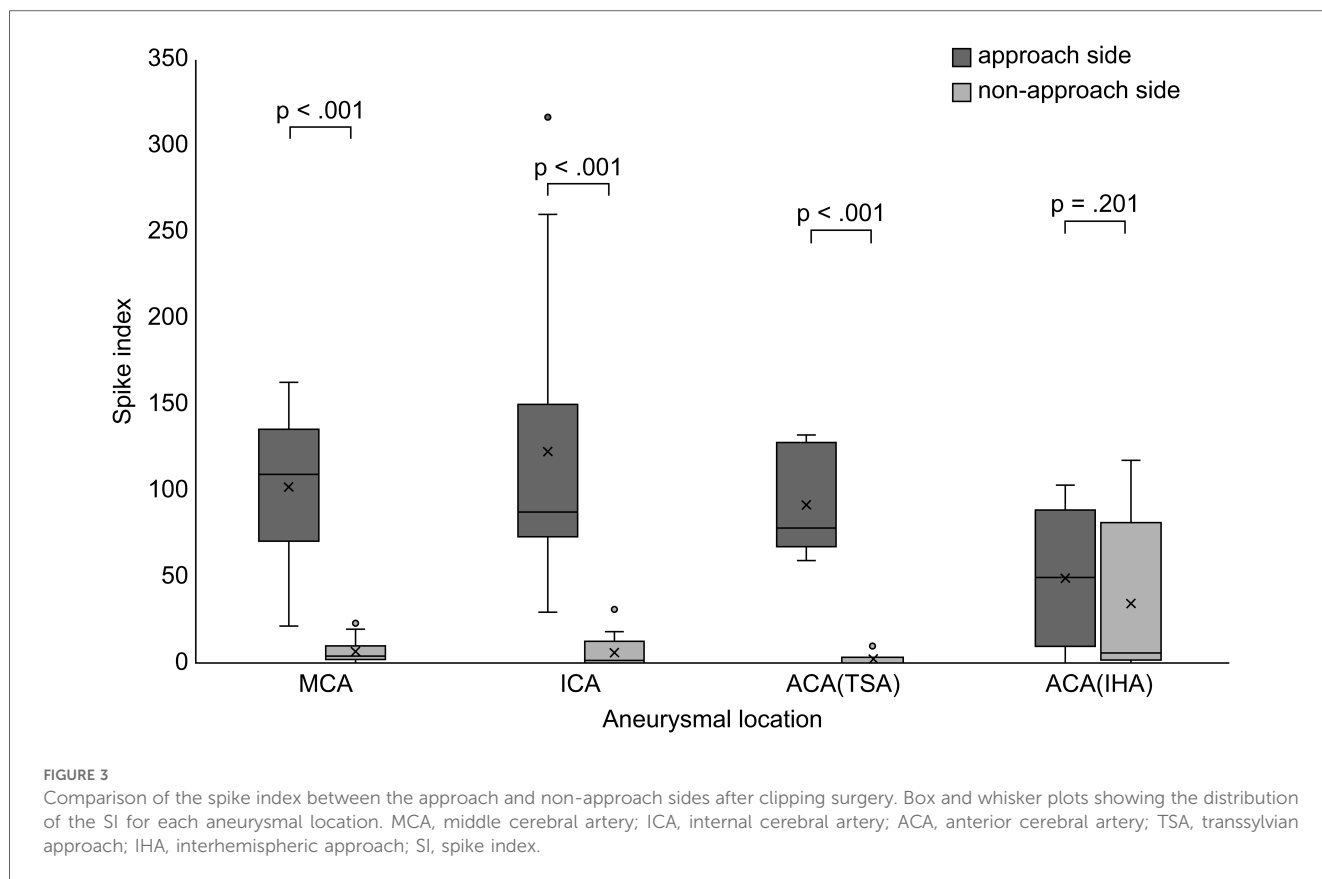 350
approach side
non-approach side
300
p < .001
250
p < .001
200
p < .001
p = .201
150
100
50
0
Spike index
MCA
ICA
ACA(TSA)
ACA(IHA)
Aneurysmal location
FIGURE 3
Comparison of the spike index between the approach and non-approach sides after clipping surgery. Box and whisker plots showing the distribution
of the SI for each aneurysmal location. MCA, middle cerebral artery; ICA, internal cerebral artery; ACA, anterior cerebral artery; TSA, transsylvian
approach; IHA, interhemispheric approach; SI, spike index.